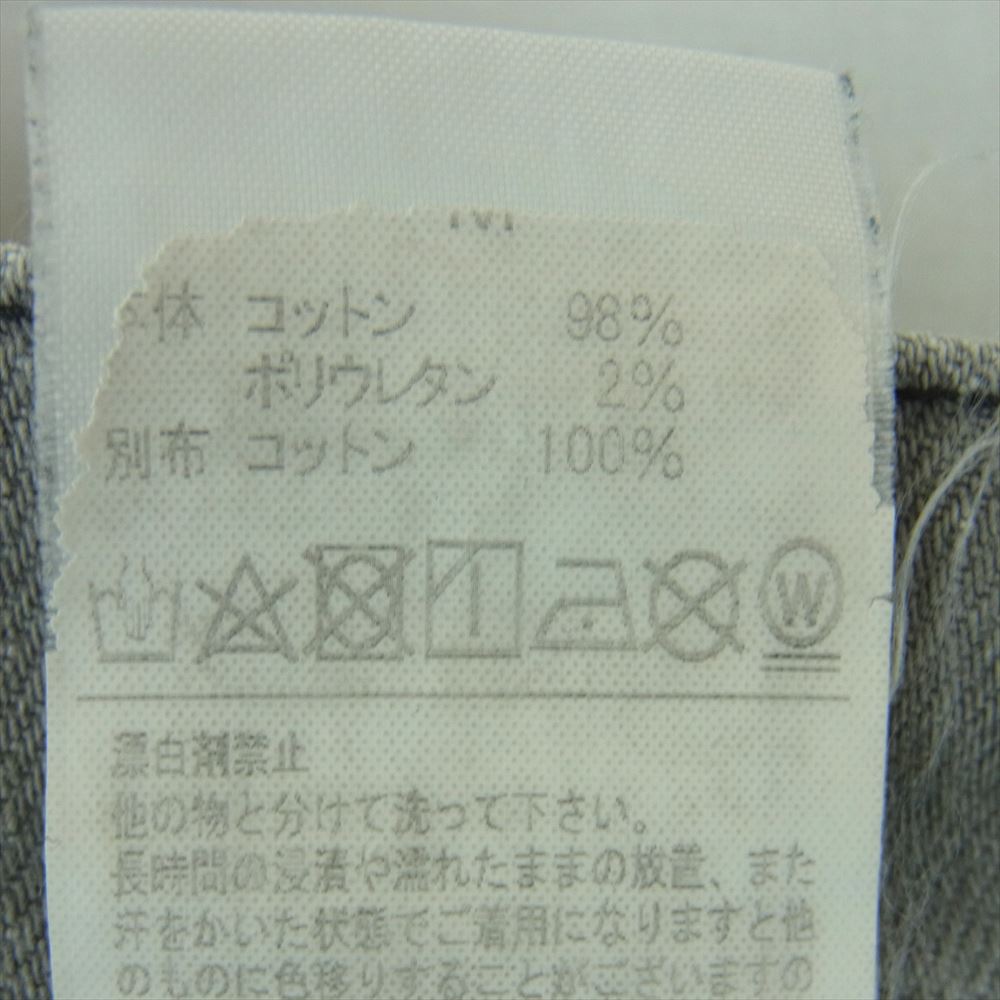 本体 コットン 98%
ポリウレタン 2%
別布 コットン 100%
W
漂白剤禁止
他の物と分けて洗って下さい。
長時間の浸漬や濡れたままの放置、また
汗をかいた状態でご着用になりますと他
のものに色移りすることがございますの